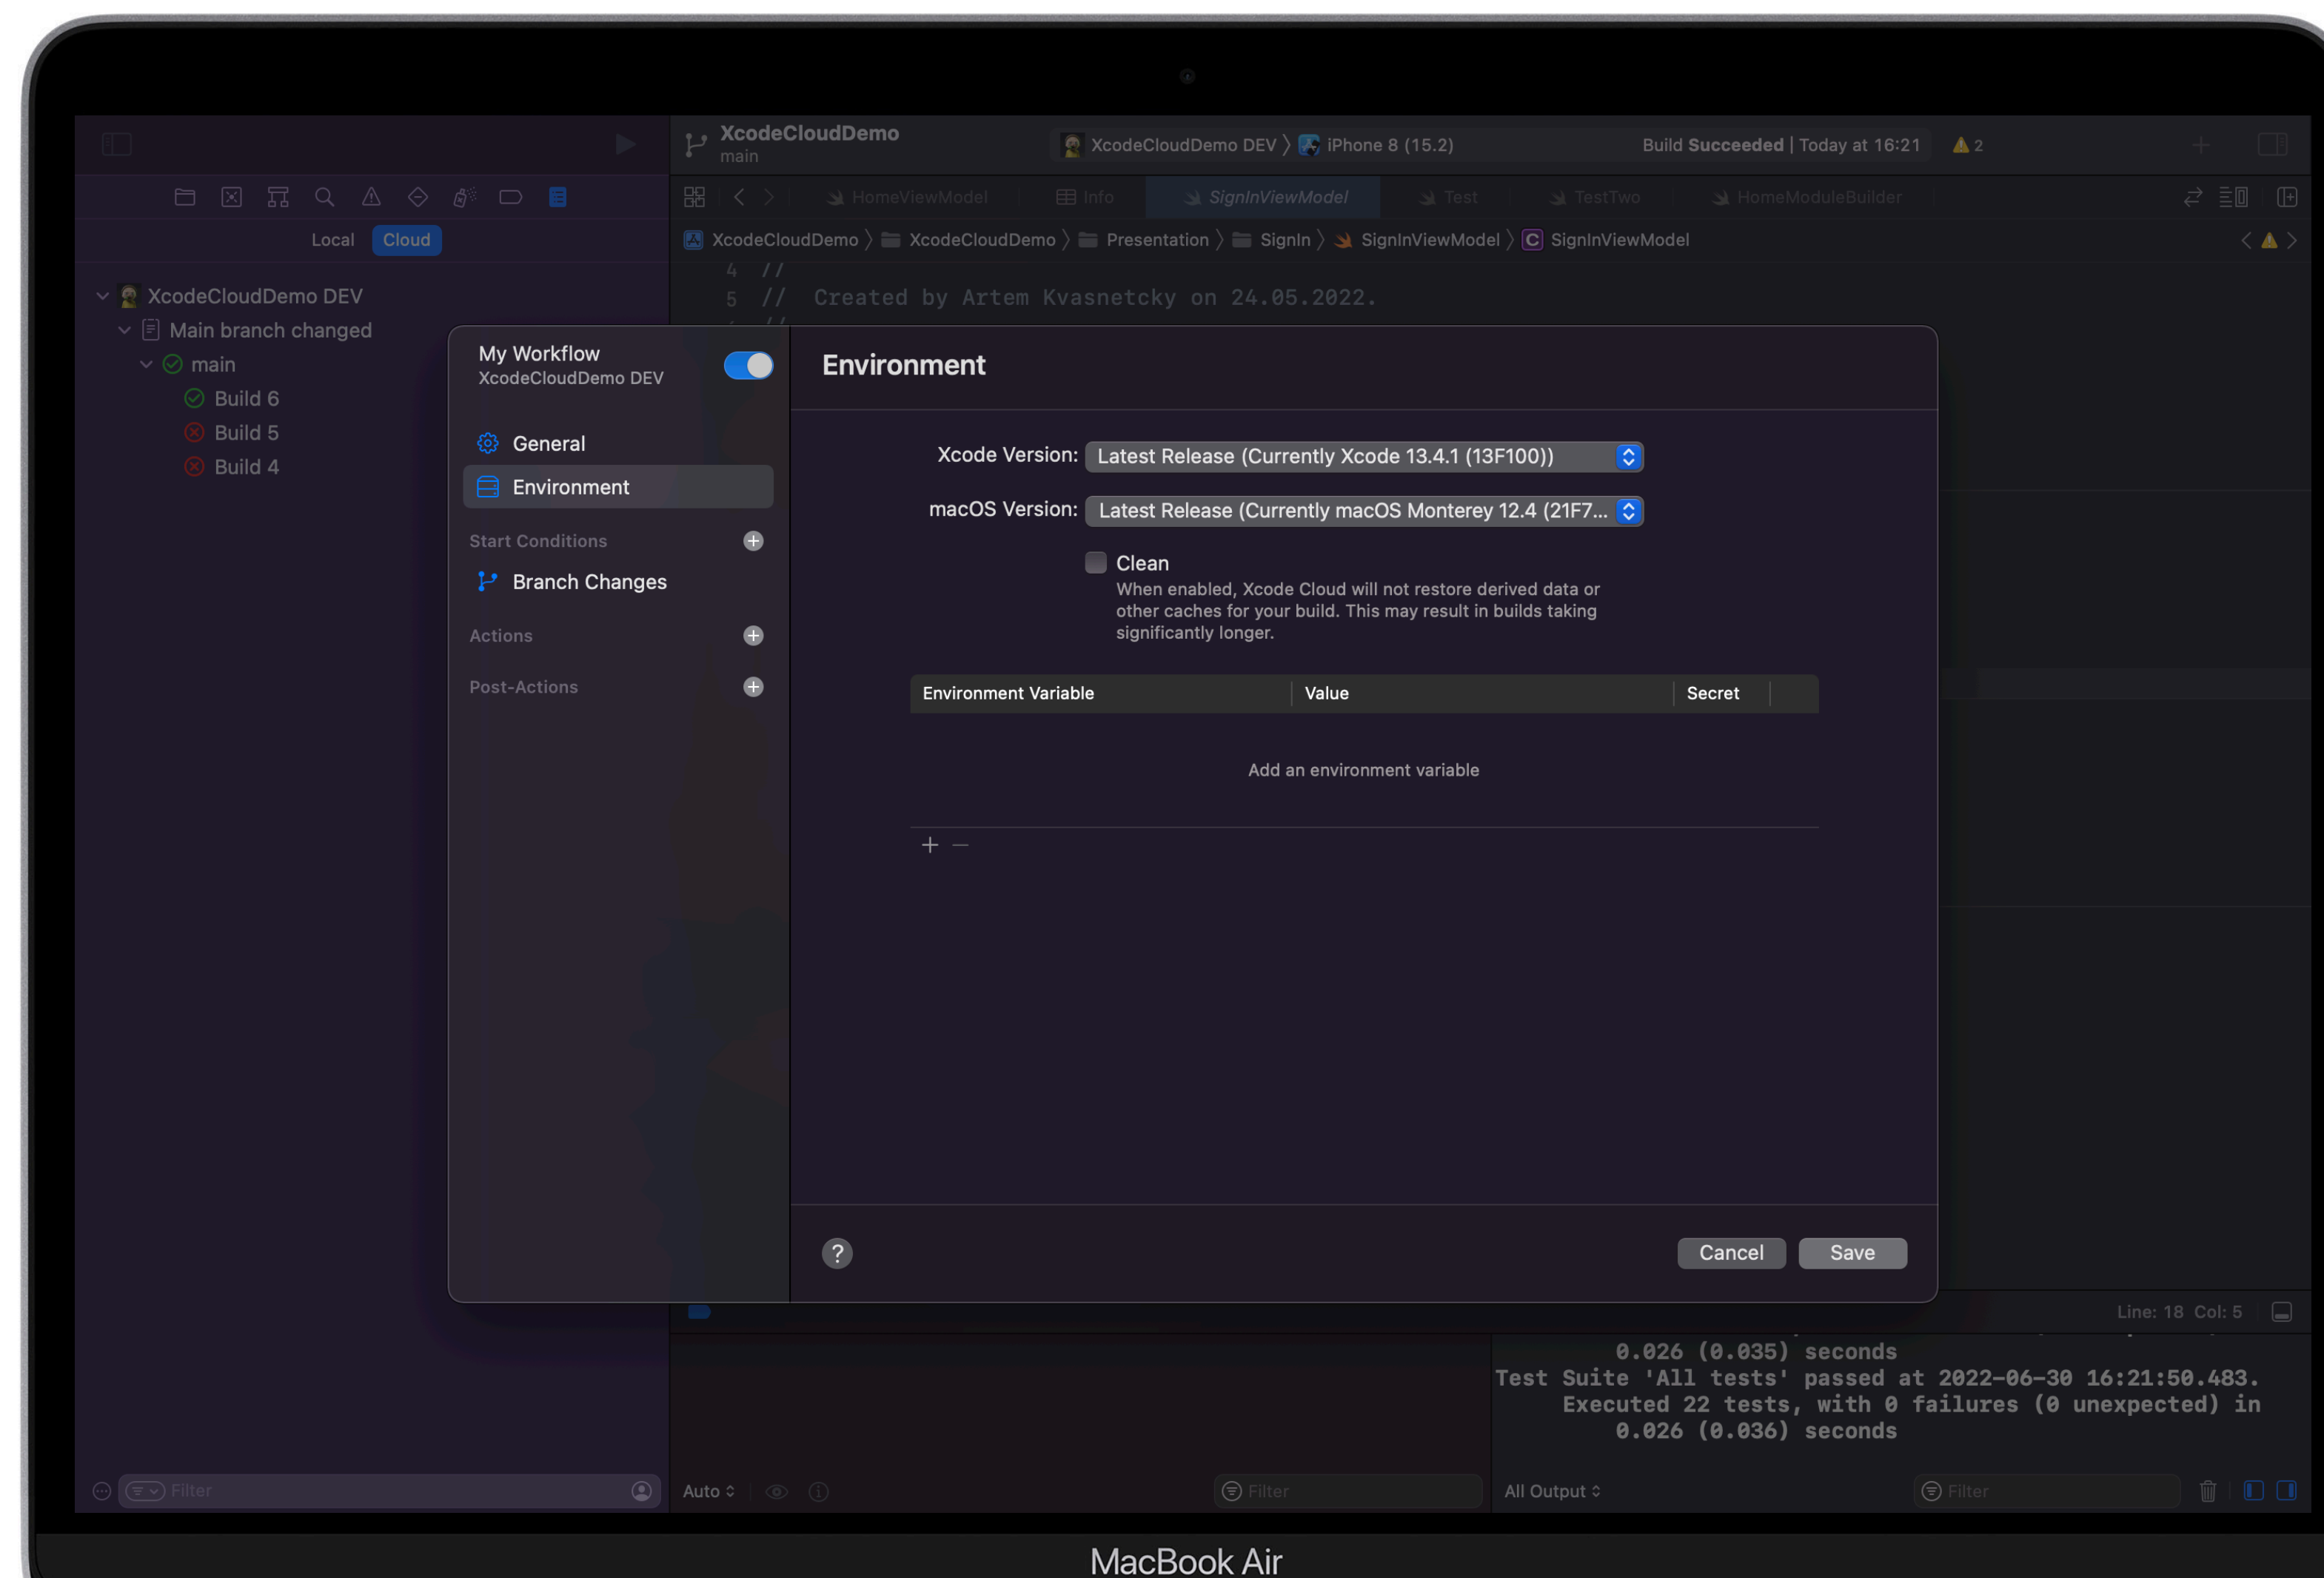 XcodeCloudDemo
main
XcodeCloudDemo DEV
iPhone 8 (15.2)
Build Succeeded | Today at 16:21
2
HomeViewModel
Info
SignInViewModel
Test
TestTwo
HomeModuleBuilder
Local
Cloud
XcodeCloudDemo
XcodeCloudDemo
Presentation
SignIn
SignInViewModel
C SignInViewModel
4 //
5 // Created by Artem Kvasnetcky on 24.05.2022.
XcodeCloudDemo DEV
Main branch changed
main
Build 6
Build 5
Build 4
My Workflow
XcodeCloudDemo DEV
General
Environment
Start Conditions
Branch Changes
Actions
Post-Actions
Environment
Xcode Version: Latest Release (Currently Xcode 13.4.1 (13F100))
macOS Version: Latest Release (Currently macOS Monterey 12.4 (21F7...
Clean
When enabled, Xcode Cloud will not restore derived data or
other caches for your build. This may result in builds taking
significantly longer.
Environment Variable
Value
Secret
Add an environment variable
+ −
?
Cancel
Save
Line: 18 Col: 5
0.026 (0.035) seconds
Test Suite 'All tests' passed at 2022-06-30 16:21:50.483.
Executed 22 tests, with 0 failures (0 unexpected) in
0.026 (0.036) seconds
Filter
Auto
Filter
All Output
Filter
MacBook Air